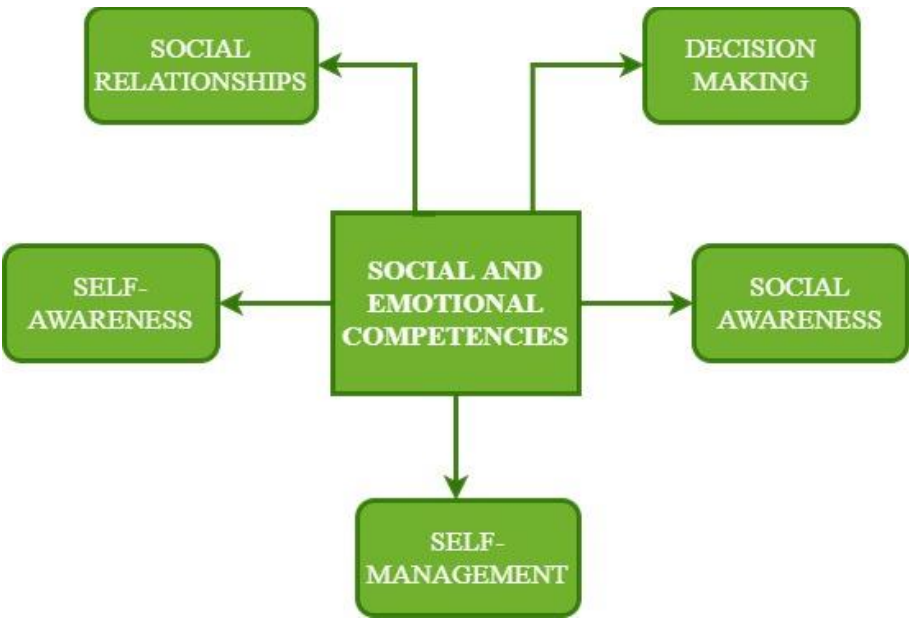 SOCIAL
RELATIONSHIPS
DECISION
MAKING
SELF-
AWARENESS
SOCIAL AND
EMOTIONAL
COMPETENCIES
SOCIAL
AWARENESS
SELF-
MANAGEMENT